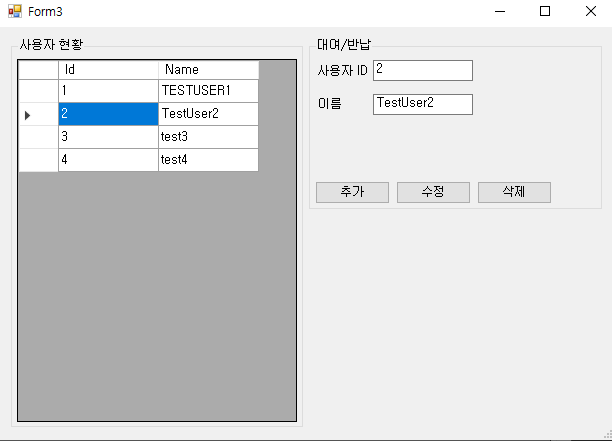 Form3
사용자 현황
Id Name
1 TESTUSER1
2 TestUser2
3 test3
4 test4
대여/반납
사용자 ID 2
이름 TestUser2
추가 수정 삭제